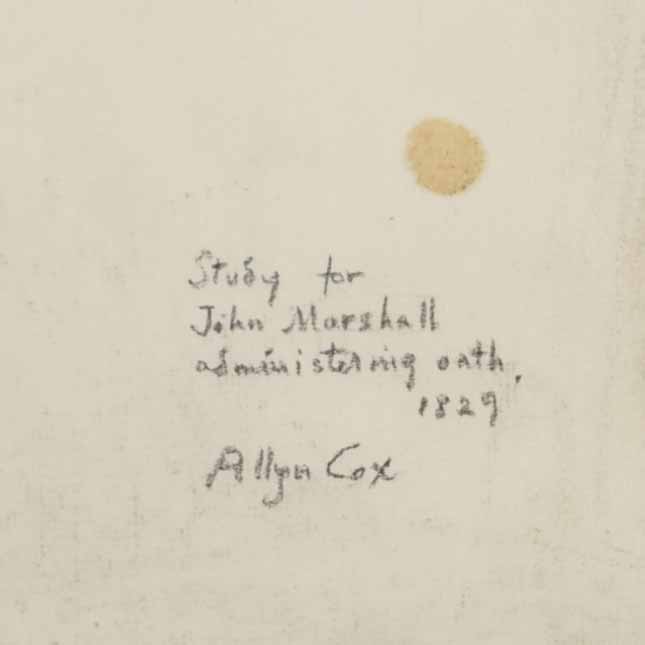 Study for
John Marshall
administering oath,
1829
Allyn Cox